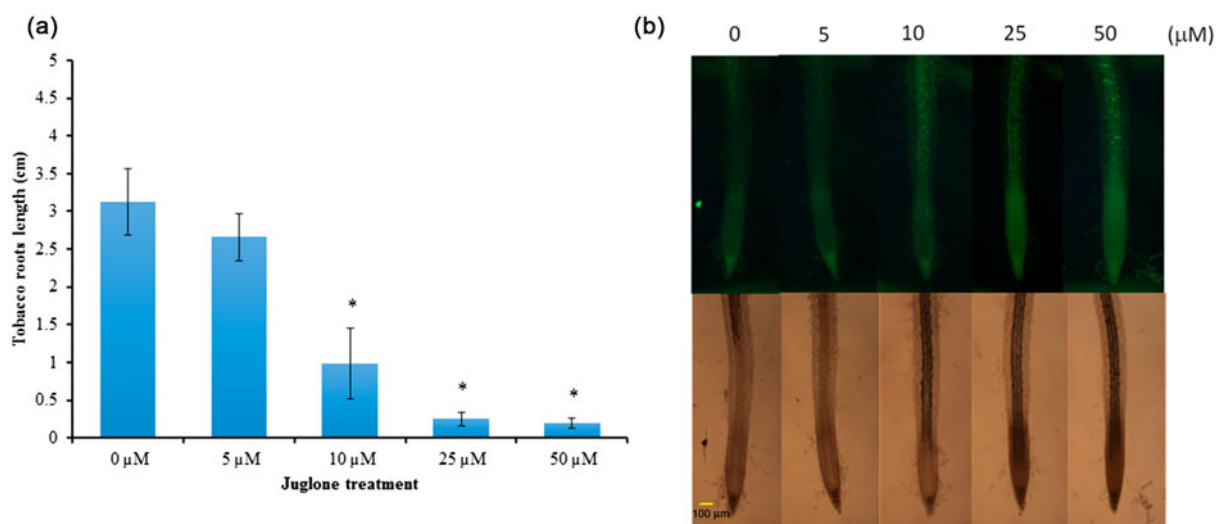 (a)
5
4.5
4
3.5
3
2.5
2
1.5
1
0.5
0
Tobacco roots length (cm)
*
*
*
0 µM 5 µM 10 µM 25 µM 50 µM
Juglone treatment
(b)
0 5 10 25 50 (µM)
100 µm